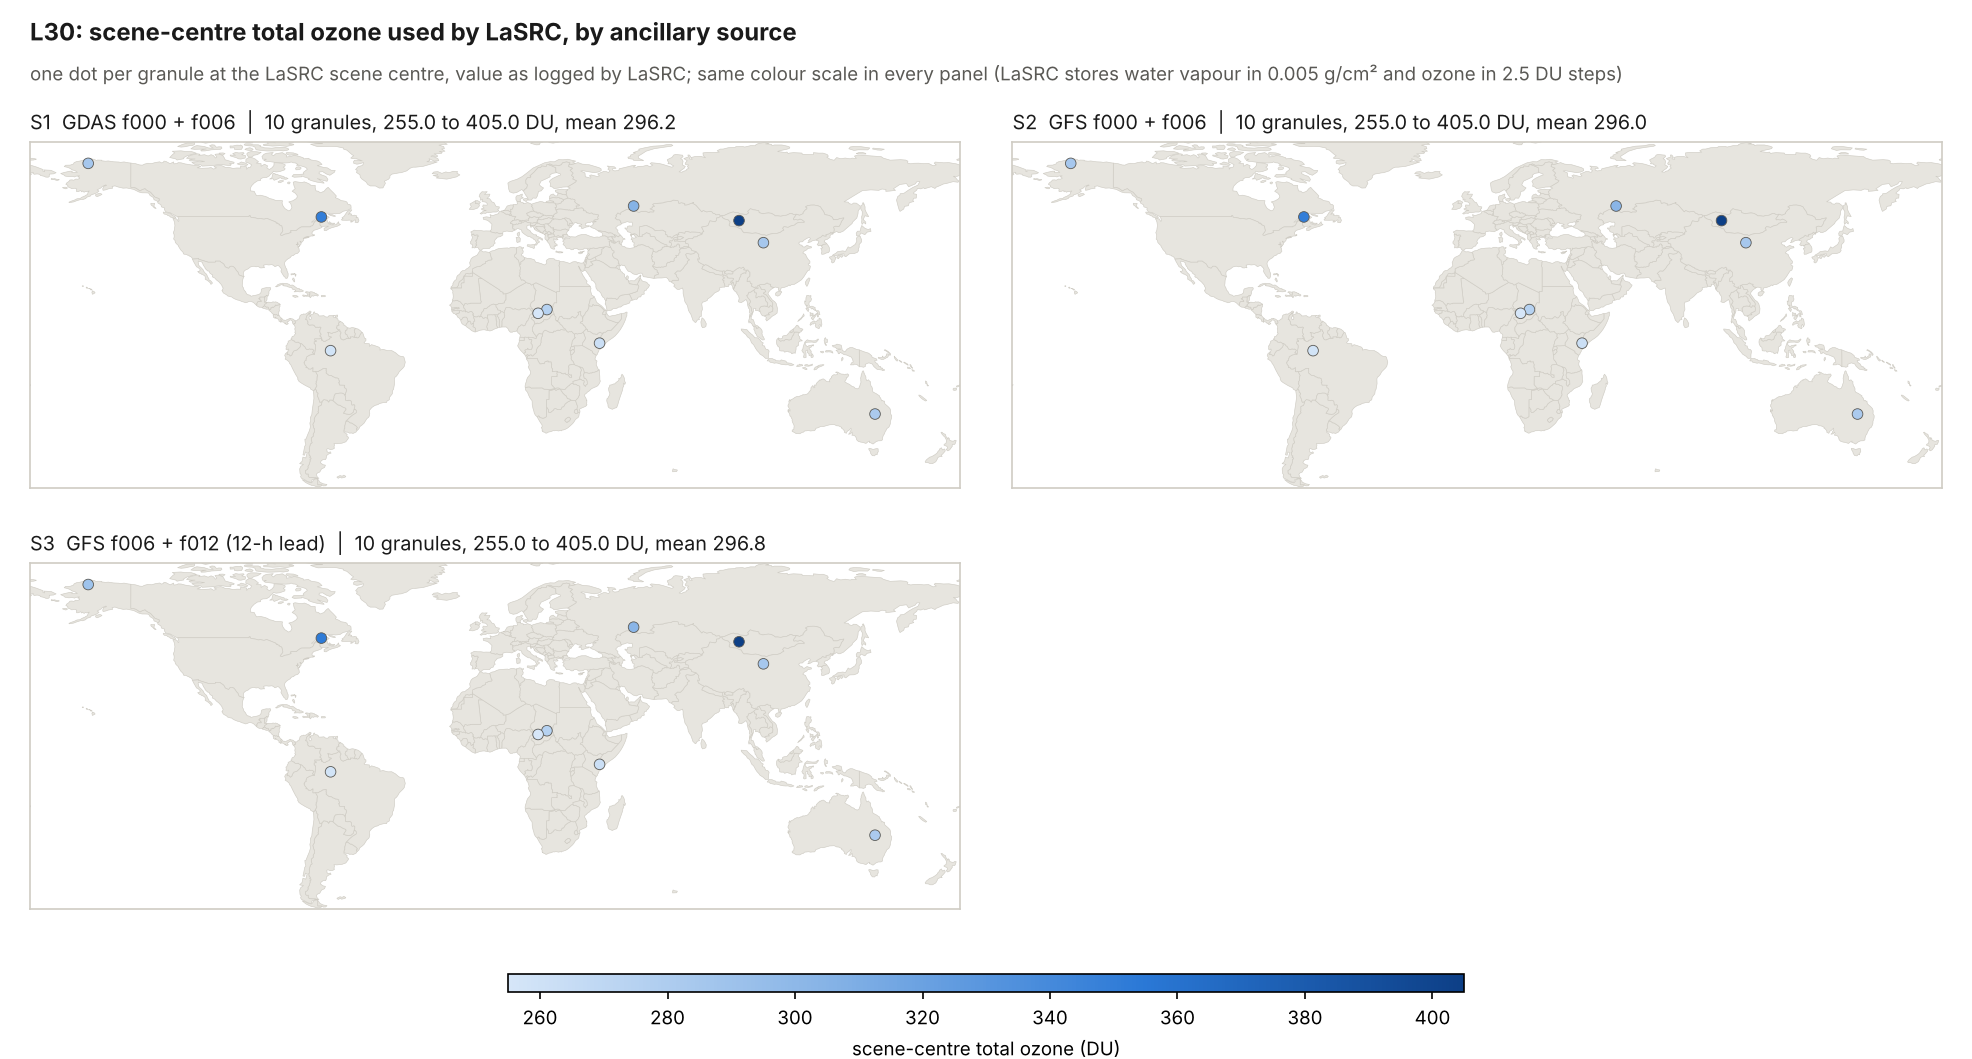 L30: scene-centre total ozone used by LaSRC, by ancillary source
one dot per granule at the LaSRC scene centre, value as logged by LaSRC; same colour scale in every panel (LaSRC stores water vapour in 0.005 g/cm² and ozone in 2.5 DU steps)
S1  GDAS f000 + f006  |  10 granules, 255.0 to 405.0 DU, mean 296.2
S2  GFS f000 + f006  |  10 granules, 255.0 to 405.0 DU, mean 296.0
S3  GFS f006 + f012 (12-h lead)  |  10 granules, 255.0 to 405.0 DU, mean 296.8
260 280 300 320 340 360 380 400
scene-centre total ozone (DU)